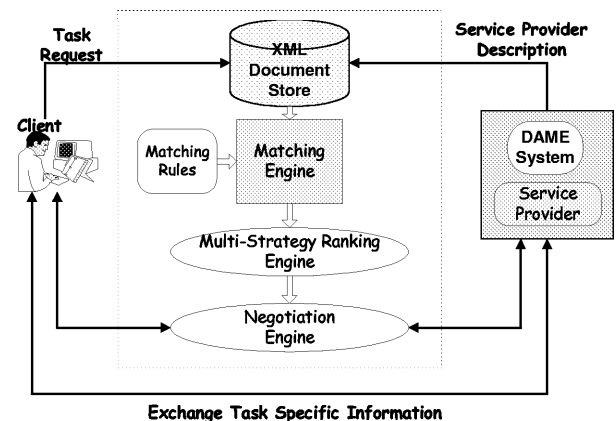 Task
Request
Service Provider
Description
XML
Document
Store
Client
Matching
Rules
Matching
Engine
DAME
System
Service
Provider
Multi-Strategy Ranking
Engine
Negotiation
Engine
Exchange Task Specific Information